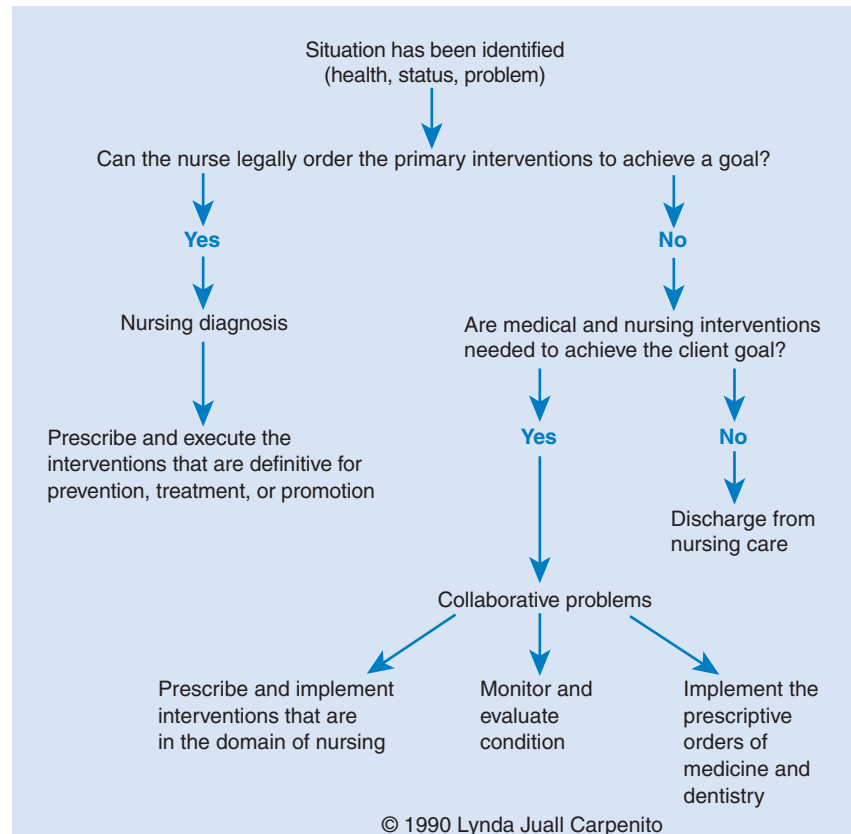 Situation has been identified
(health, status, problem)
Can the nurse legally order the primary interventions to achieve a goal?
Yes
No
Nursing diagnosis
Are medical and nursing interventions
needed to achieve the client goal?
Prescribe and execute the
interventions that are definitive for
prevention, treatment, or promotion
Yes
No
Discharge from
nursing care
Collaborative problems
Prescribe and implement
interventions that are
in the domain of nursing
Monitor and
evaluate
condition
Implement the
prescriptive
orders of
medicine and
dentistry
© 1990 Lynda Juall Carpenito